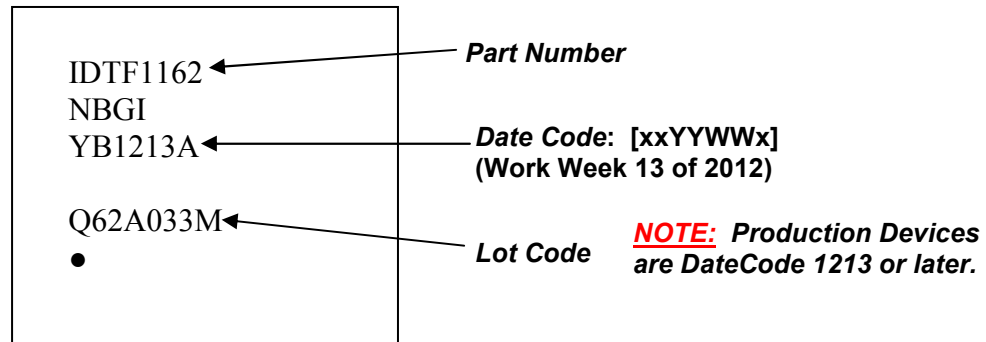 IDTF1162
NBGI
YB1213A
Q62A033M
Part Number
Date Code: [xxYYWWx]
(Work Week 13 of 2012)
Lot Code
NOTE: Production Devices
are DateCode 1213 or later.